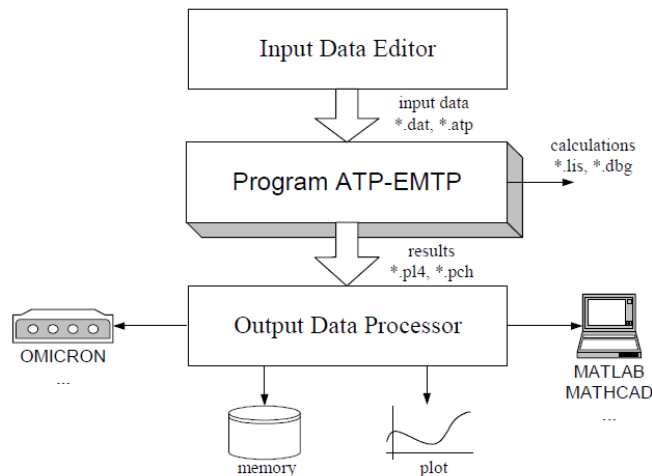 Input Data Editor
input data
*.dat, *.atp
calculations
*.lis, *.dbg
Program ATP-EMTP
results
*.pl4, *.pch
Output Data Processor
OMICRON
...
MATLAB
MATHCAD
...
memory
plot